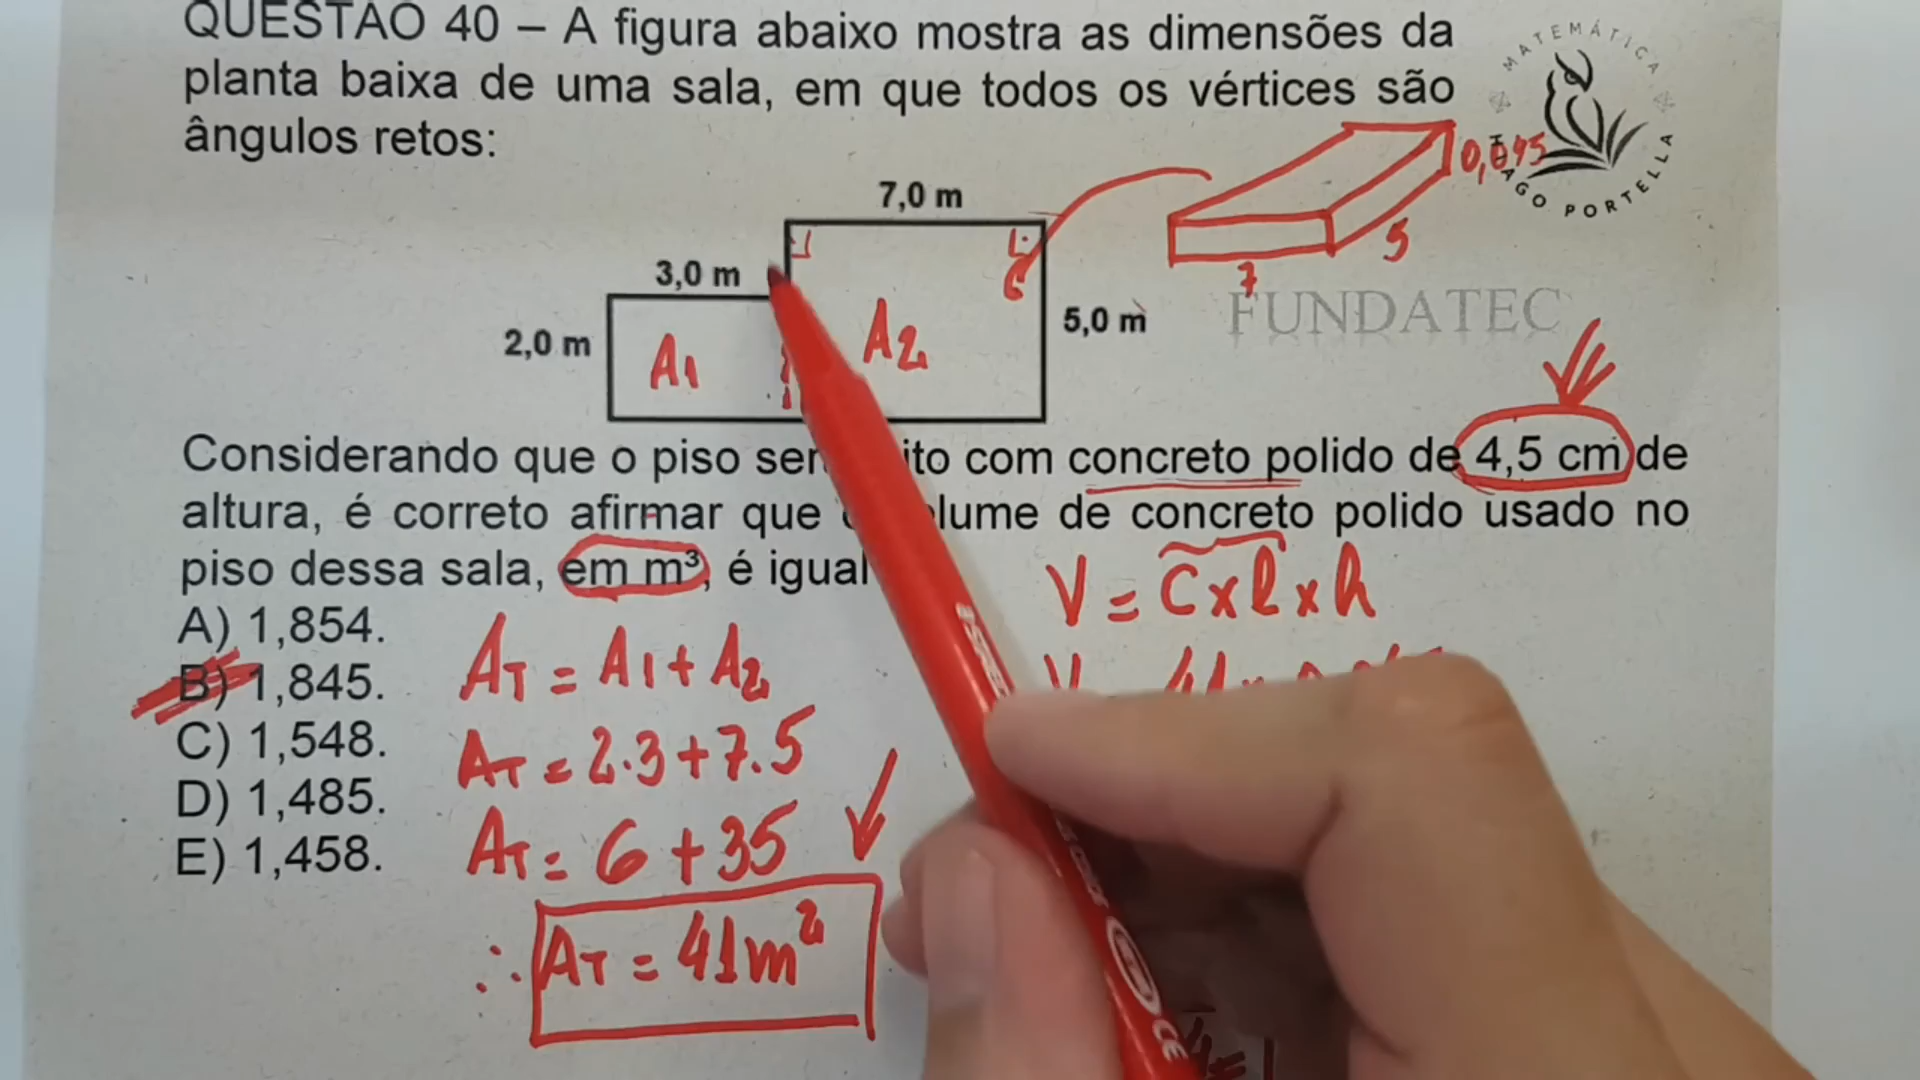 QUESTÃO 40 – A figura abaixo mostra as dimensões da
planta baixa de uma sala, em que todos os vértices são
ângulos retos:
MATEMÁTICA
THIAGO PORTELLA
0,045
7,0 m
3,0 m
5
7
2,0 m
A1
A2
5,0 m
FUNDATEC
Considerando que o piso ito com concreto polido de 4,5 cm de
altura, é correto afirmar que lume de concreto polido usado no
piso dessa sala, em m³, é igual
V = C x l x h
A) 1,854.
B) 1,845.
C) 1,548.
D) 1,485.
E) 1,458.
AT = A1 + A2
AT = 2.3 + 7.5
AT = 6 + 35
∴ AT = 41m²